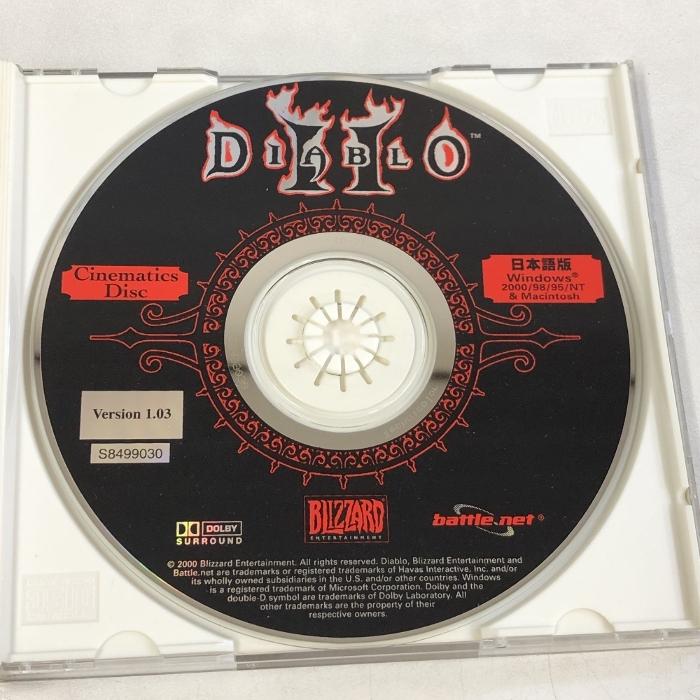 DIABLO™
II
Cinematics
Disc
日本語版
Windows®
2000/98/95/NT
& Macintosh
Version 1.03
S8499030
DOLBY
SURROUND
BLIZZARD
ENTERTAINMENT
battle.net®
© 2000 Blizzard Entertainment. All rights reserved. Diablo, Blizzard Entertainment and
Battle.net are trademarks or registered trademarks of Havas Interactive, Inc. and/or
its wholly owned subsidiaries in the U.S. and/or other countries. Windows
is a registered trademark of Microsoft Corporation. Dolby and the
double-D symbol are trademarks of Dolby Laboratory. All
other trademarks are the property of their
respective owners.